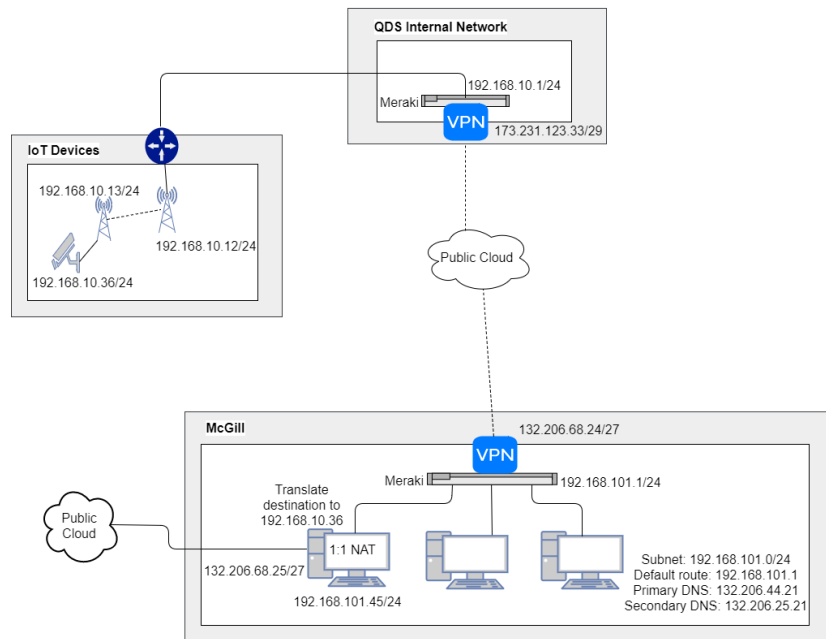 QDS Internal Network
192.168.10.1/24
Meraki
VPN
173.231.123.33/29
IoT Devices
192.168.10.13/24
192.168.10.12/24
192.168.10.36/24
Public Cloud
McGill
132.206.68.24/27
VPN
Meraki
192.168.101.1/24
Translate
destination to
192.168.10.36
Public
Cloud
1:1 NAT
132.206.68.25/27
192.168.101.45/24
Subnet: 192.168.101.0/24
Default route: 192.168.101.1
Primary DNS: 132.206.44.21
Secondary DNS: 132.206.25.21